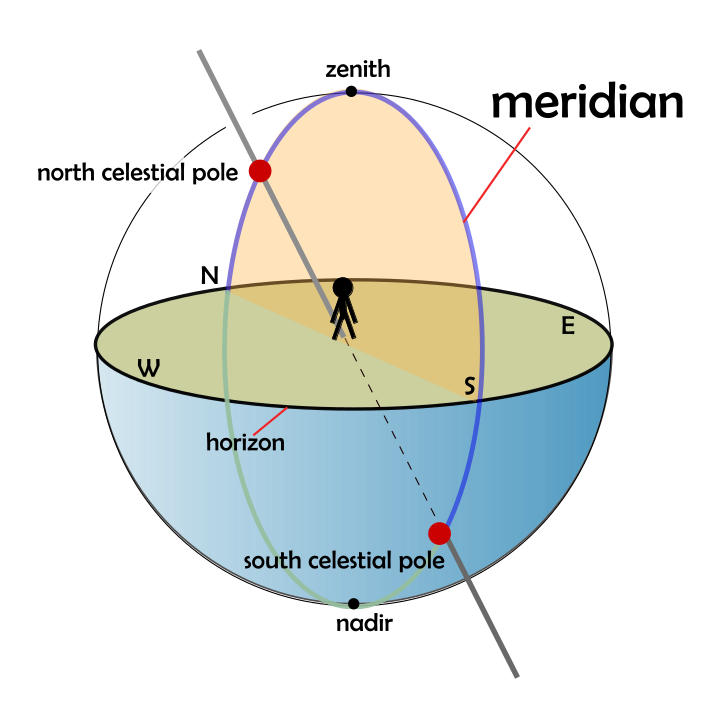 zenith
meridian
north celestial pole
N
E
W
S
horizon
south celestial pole
nadir